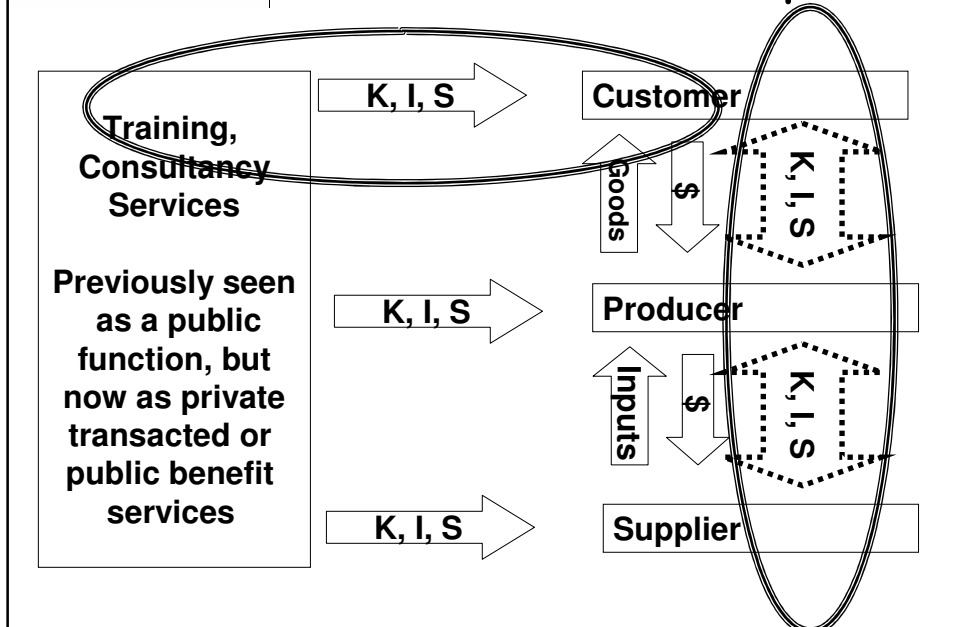 Training,
Consultancy
Services
Previously seen
as a public
function, but
now as private
transacted or
public benefit
services
K, I, S
Customer
Goods
$
K, I, S
K, I, S
Producer
Inputs
$
K, I, S
K, I, S
Supplier